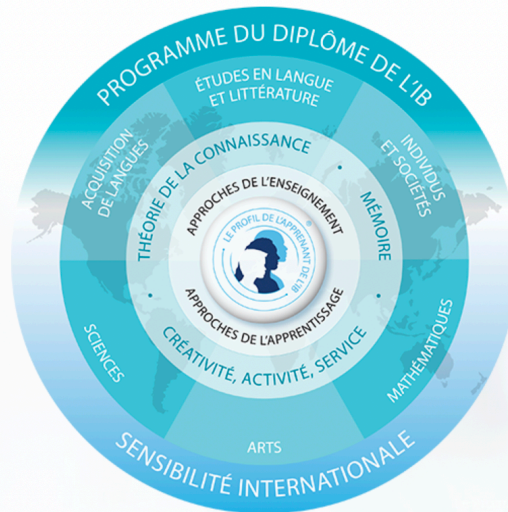 PROGRAMME DU DIPLÔME DE L'IB
ÉTUDES EN LANGUE
ET LITTÉRATURE
ACQUISITION
DE LANGUES
INDIVIDUS
ET SOCIÉTÉS
THÉORIE DE LA CONNAISSANCE
MÉMOIRE
APPROCHES DE L'ENSEIGNEMENT
LE PROFIL DE L'APPRENANT DE L'IB
®
APPROCHES DE L'APPRENTISSAGE
CRÉATIVITÉ, ACTIVITÉ, SERVICE
SCIENCES
MATHÉMATIQUES
ARTS
SENSIBILITÉ INTERNATIONALE